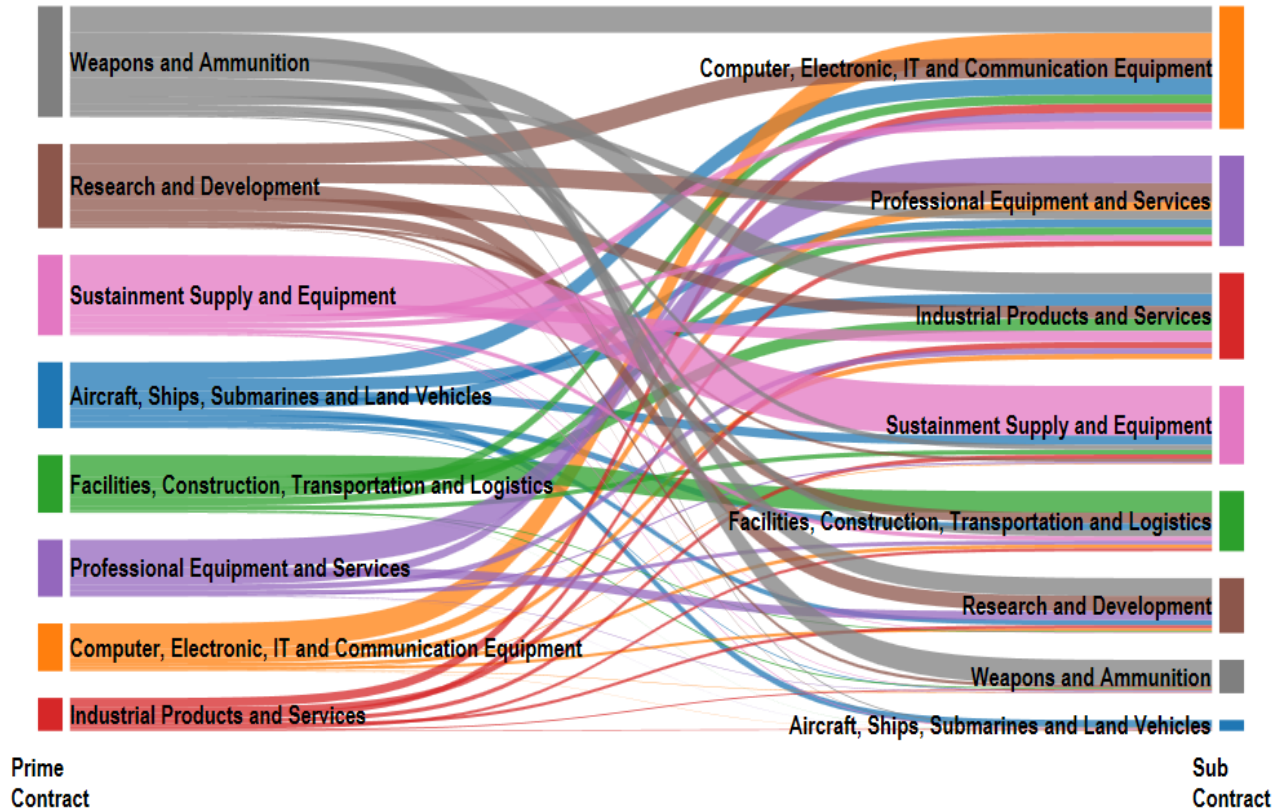 Weapons and Ammunition
Research and Development
Sustainment Supply and Equipment
Aircraft, Ships, Submarines and Land Vehicles
Facilities, Construction, Transportation and Logistics
Professional Equipment and Services
Computer, Electronic, IT and Communication Equipment
Industrial Products and Services
Prime
Contract
Computer, Electronic, IT and Communication Equipment
Professional Equipment and Services
Industrial Products and Services
Sustainment Supply and Equipment
Facilities, Construction, Transportation and Logistics
Research and Development
Weapons and Ammunition
Aircraft, Ships, Submarines and Land Vehicles
Sub
Contract